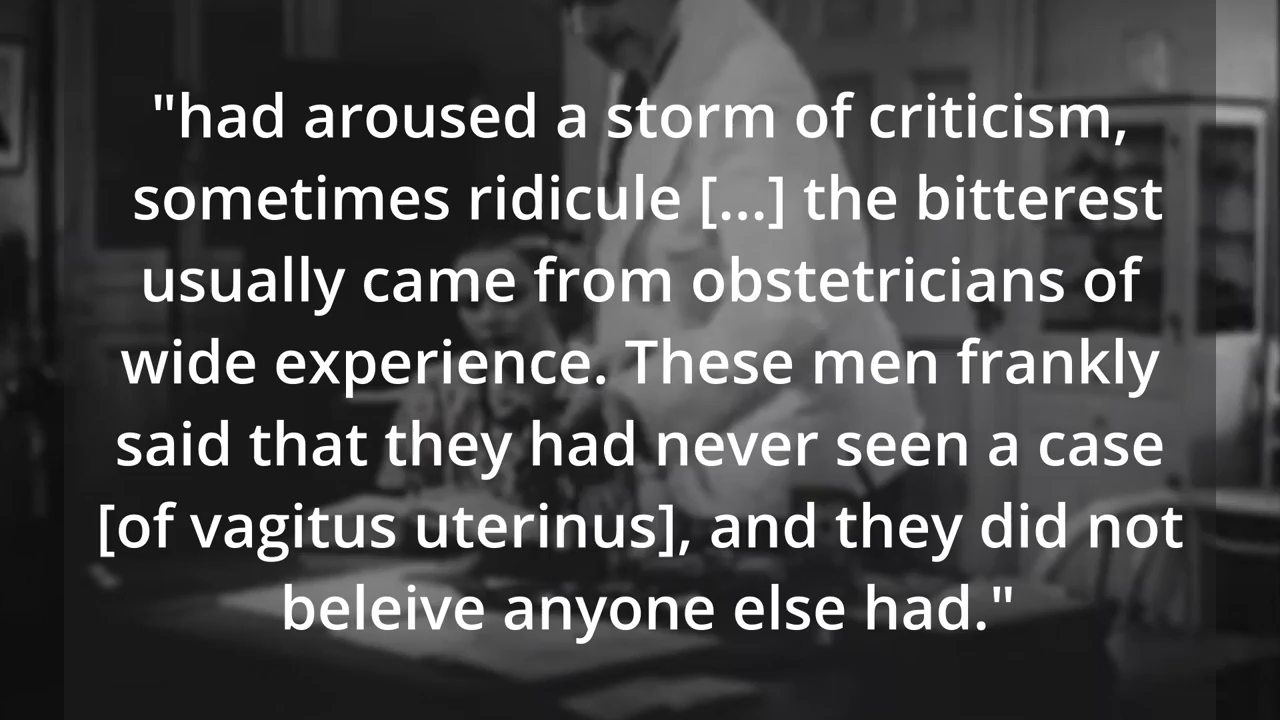 "had aroused a storm of criticism,
sometimes ridicule [...] the bitterest
usually came from obstetricians of
wide experience. These men frankly
said that they had never seen a case
[of vagitus uterinus], and they did not
beleive anyone else had."